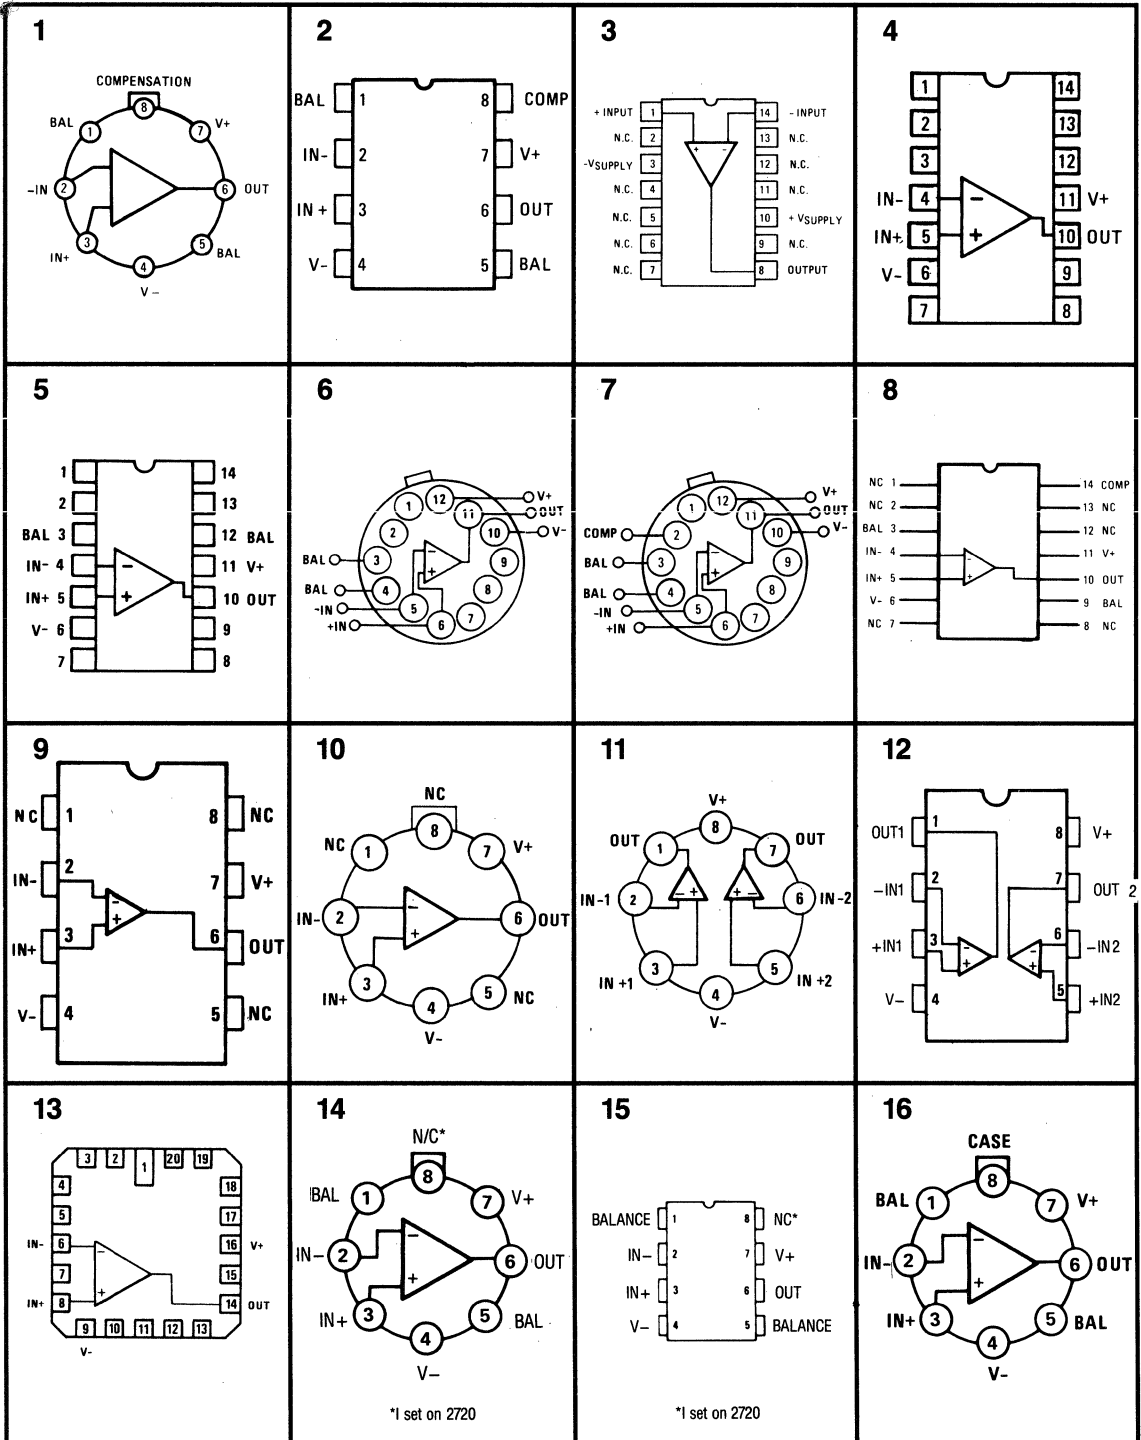 1
COMPENSATION
8
BAL 1 7 V+
-IN 2 6 OUT
IN+ 3 5 BAL
4
V-
2
BAL 1 8 COMP
IN- 2 7 V+
IN + 3 6 OUT
V- 4 5 BAL
3
+ INPUT 1 14 - INPUT
N.C. 2 13 N.C.
-VSUPPLY 3 12 N.C.
N.C. 4 11 N.C.
N.C. 5 10 + VSUPPLY
N.C. 6 9 N.C.
N.C. 7 8 OUTPUT
+ -
4
1 14
2 13
3 12
IN- 4 - 11 V+
IN+ 5 + 10 OUT
V- 6 9
7 8
5
1 14
2 13
BAL 3 12 BAL
IN- 4 - 11 V+
IN+ 5 + 10 OUT
V- 6 9
7 8
6
12 V+
1 11 OUT
2 10 V-
BAL 3 - 9
BAL 4 + 8
-IN 5 7
+IN 6
7
12 V+
1 11 OUT
COMP 2 10 V-
BAL 3 - 9
BAL 4 + 8
-IN 5 7
+IN 6
8
NC 1 14 COMP
NC 2 13 NC
BAL 3 12 NC
IN- 4 - 11 V+
IN+ 5 + 10 OUT
V- 6 9 BAL
NC 7 8 NC
9
NC 1 8 NC
IN- 2 - 7 V+
IN+ 3 + 6 OUT
V- 4 5 NC
10
NC
8
NC 1 7 V+
IN- 2 - 6 OUT
+
IN+ 3 5 NC
4
V-
11
V+
8
OUT 1 7 OUT
IN-1 2 - + + - 6 IN-2
IN +1 3 5 IN +2
4
V-
12
OUT1 1 8 V+
-IN1 2 7 OUT 2
+IN1 3 - + - + 6 -IN2
V- 4 5 +IN2
13
3 2 1 20 19
4 18
5 17
IN- 6 - 16 V+
7 15
IN+ 8 + 14 OUT
9 10 11 12 13
V-
14
N/C*
8
BAL 1 7 V+
IN- 2 - 6 OUT
+
IN+ 3 5 BAL
4
V-
*I set on 2720
15
BALANCE 1 8 NC*
IN- 2 7 V+
IN+ 3 6 OUT
V- 4 5 BALANCE
*I set on 2720
16
CASE
8
BAL 1 7 V+
IN- 2 - 6 OUT
+
IN+ 3 5 BAL
4
V-